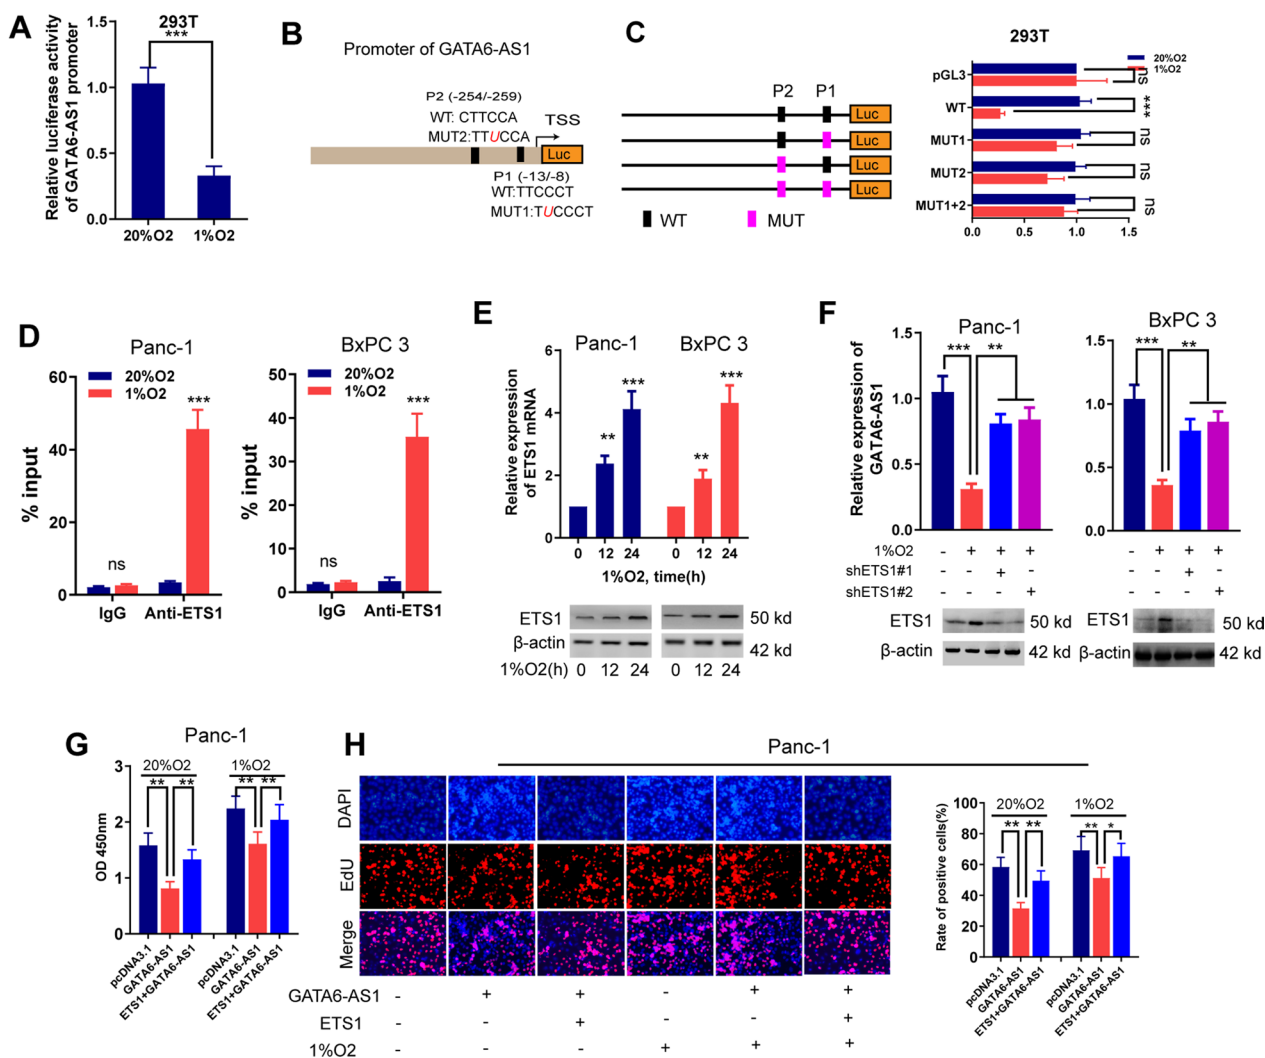 A
293T
***
Relative luciferase activity
of GATA6-AS1 promoter
1.5
1.0
0.5
0.0
20%O2 1%O2
B
Promoter of GATA6-AS1
P2 (-254/-259)
WT: CTTCCA
MUT2:TTUCCA
TSS
Luc
P1 (-13/-8)
WT:TTCCCT
MUT1:TUCCCT
C
P2 P1
Luc
Luc
Luc
Luc
WT MUT
293T
20%O2
1%O2
pGL3
WT
MUT1
MUT2
MUT1+2
ns
***
ns
ns
ns
0.0 0.5 1.0 1.5
D
Panc-1
20%O2
1%O2
% input
60
40
20
0
ns
***
IgG Anti-ETS1
BxPC 3
20%O2
1%O2
% input
50
40
30
20
10
0
ns
***
IgG Anti-ETS1
E
Panc-1 BxPC 3
Relative expression
of ETS1 mRNA
6
4
2
0
** *** ** ***
0 12 24 0 12 24
1%O2, time(h)
ETS1 50 kd
β-actin 42 kd
1%O2(h) 0 12 24 0 12 24
F
Panc-1
Relative expression of
GATA6-AS1
1.5
1.0
0.5
0.0
*** **
BxPC 3
1.5
1.0
0.5
0.0
*** **
1%O2 - + + + - + + +
shETS1#1 - - + - - - + -
shETS1#2 - - - + - - - +
ETS1 50 kd
β-actin 42 kd
ETS1 50 kd
β-actin 42 kd
G
Panc-1
20%O2 1%O2
** ** ** **
OD 450nm
3
2
1
0
pcDNA3.1
GATA6-AS1
ETS1+GATA6-AS1
pcDNA3.1
GATA6-AS1
ETS1+GATA6-AS1
H
Panc-1
DAPI
EdU
Merge
GATA6-AS1 - + + - + +
ETS1 - - + - - +
1%O2 - - - + + +
Rate of positive cells(%)
100
80
60
40
20
0
20%O2 1%O2
** ** ** *
pcDNA3.1
GATA6-AS1
ETS1+GATA6-AS1
pcDNA3.1
GATA6-AS1
ETS1+GATA6-AS1